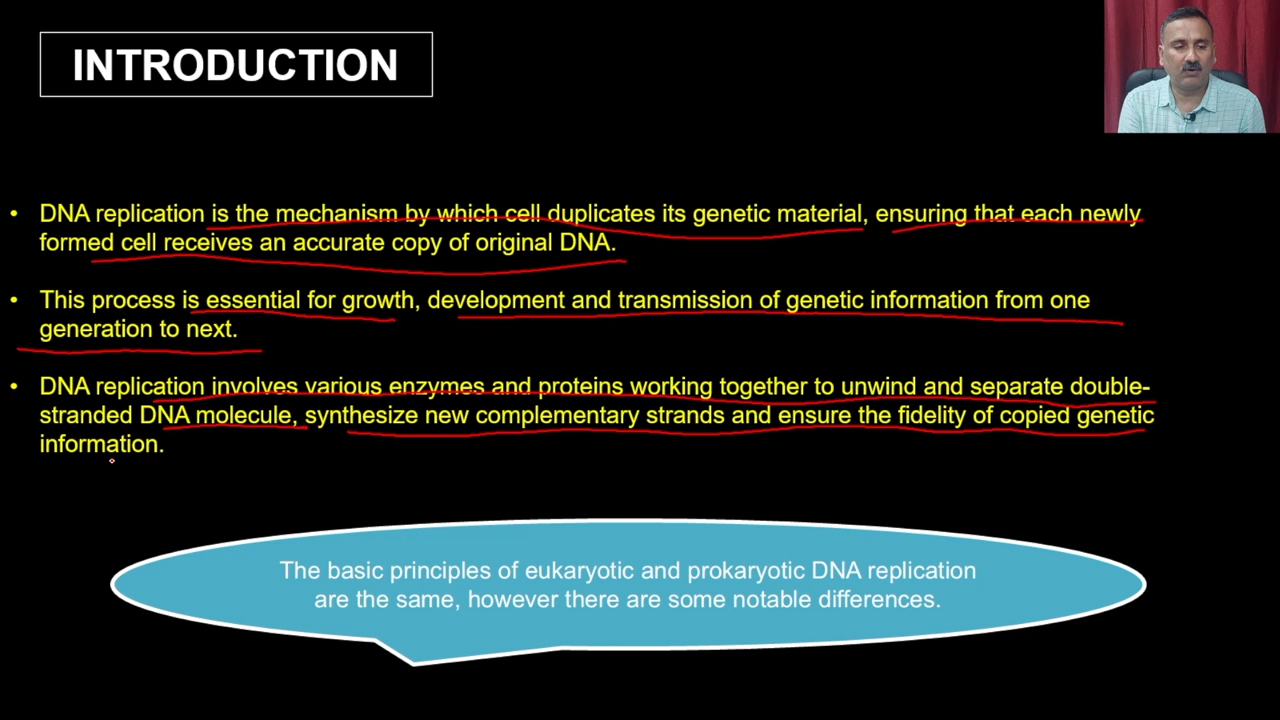 INTRODUCTION
• DNA replication is the mechanism by which cell duplicates its genetic material, ensuring that each newly
formed cell receives an accurate copy of original DNA.
• This process is essential for growth, development and transmission of genetic information from one
generation to next.
• DNA replication involves various enzymes and proteins working together to unwind and separate double-
stranded DNA molecule, synthesize new complementary strands and ensure the fidelity of copied genetic
information.
The basic principles of eukaryotic and prokaryotic DNA replication
are the same, however there are some notable differences.